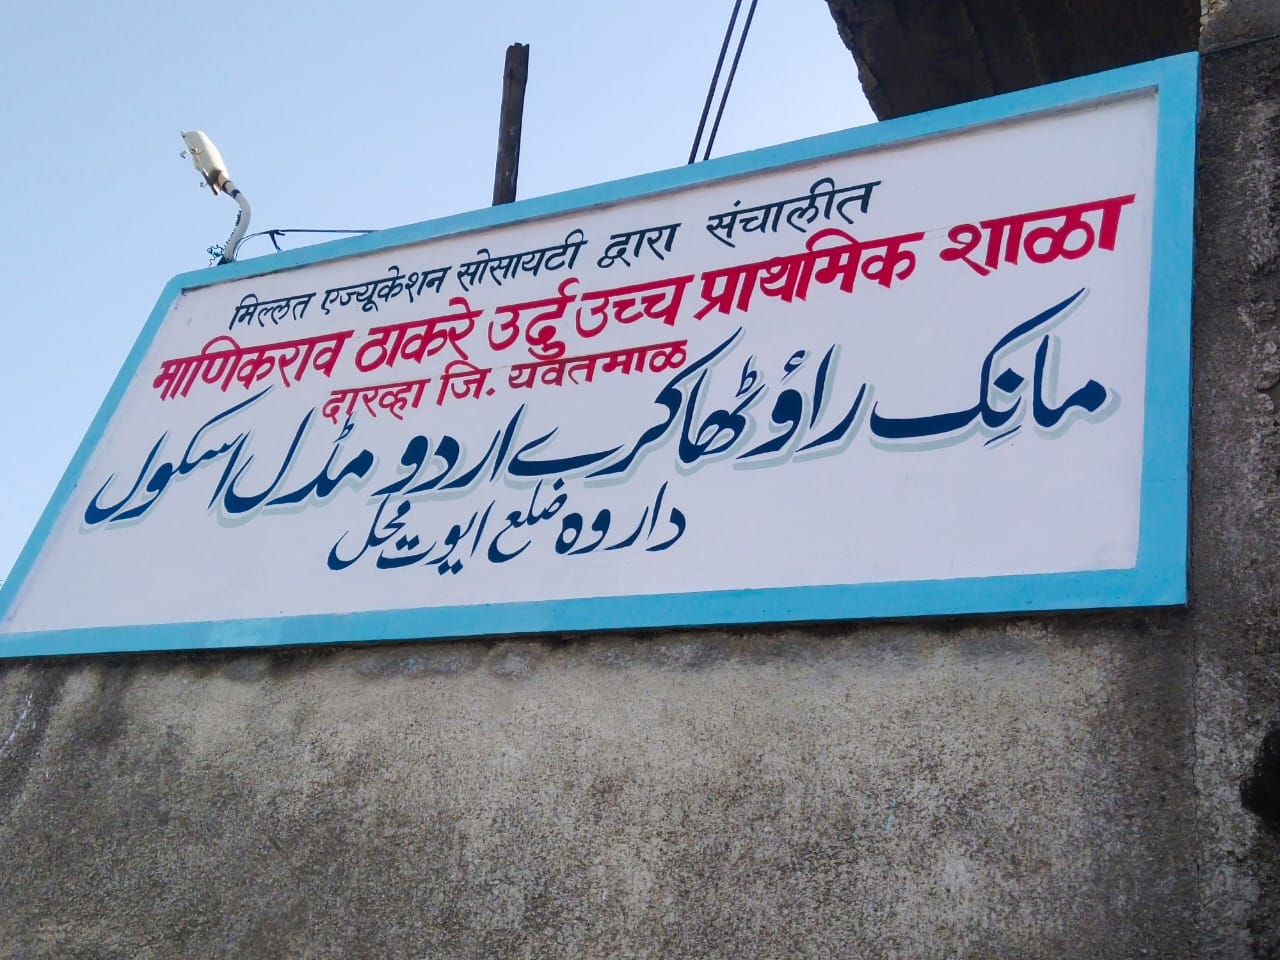 मिल्लत एज्यूकेशन सोसायटी द्वारा संचालीत
माणिकराव ठाकरे उर्दु उच्च प्राथमिक शाळा
दारव्हा जि. यवतमाळ
مانِک راؤ ٹھاکرے اردو مڈل اسکول
داروہ ضلع ایوت محل